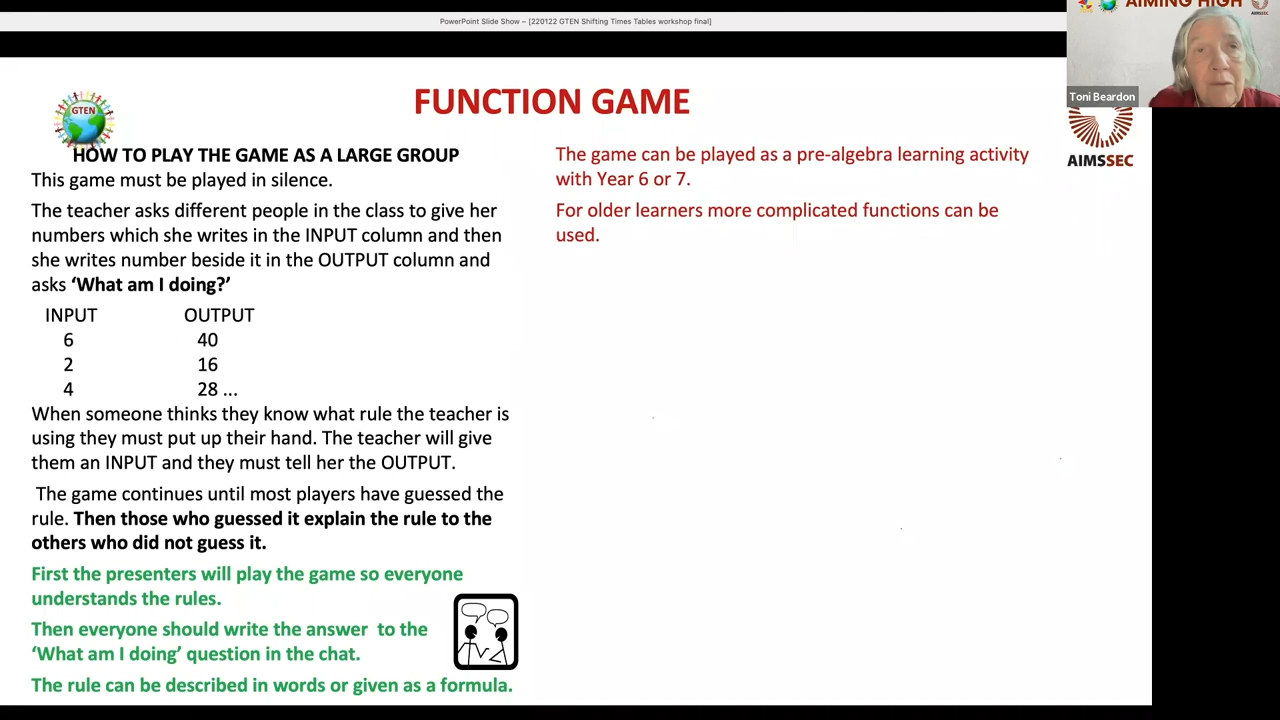 PowerPoint Slide Show – [220122 GTEN Shifting Times Tables workshop final]
AIMING HIGH
AIMSSEC
Toni Beardon
AIMSSEC
GTEN
FUNCTION GAME
HOW TO PLAY THE GAME AS A LARGE GROUP
This game must be played in silence.
The teacher asks different people in the class to give her
numbers which she writes in the INPUT column and then
she writes number beside it in the OUTPUT column and
asks ‘What am I doing?’
INPUT OUTPUT
6 40
2 16
4 28 ...
When someone thinks they know what rule the teacher is
using they must put up their hand. The teacher will give
them an INPUT and they must tell her the OUTPUT.
The game continues until most players have guessed the
rule. Then those who guessed it explain the rule to the
others who did not guess it.
First the presenters will play the game so everyone
understands the rules.
Then everyone should write the answer to the
‘What am I doing’ question in the chat.
The rule can be described in words or given as a formula.
The game can be played as a pre-algebra learning activity
with Year 6 or 7.
For older learners more complicated functions can be
used.